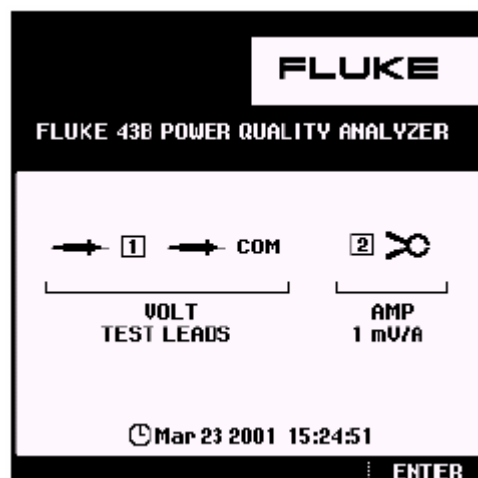 FLUKE
FLUKE 43B POWER QUALITY ANALYZER
1 COM 2
VOLT AMP
TEST LEADS 1 mV/A
Mar 23 2001 15:24:51
ENTER